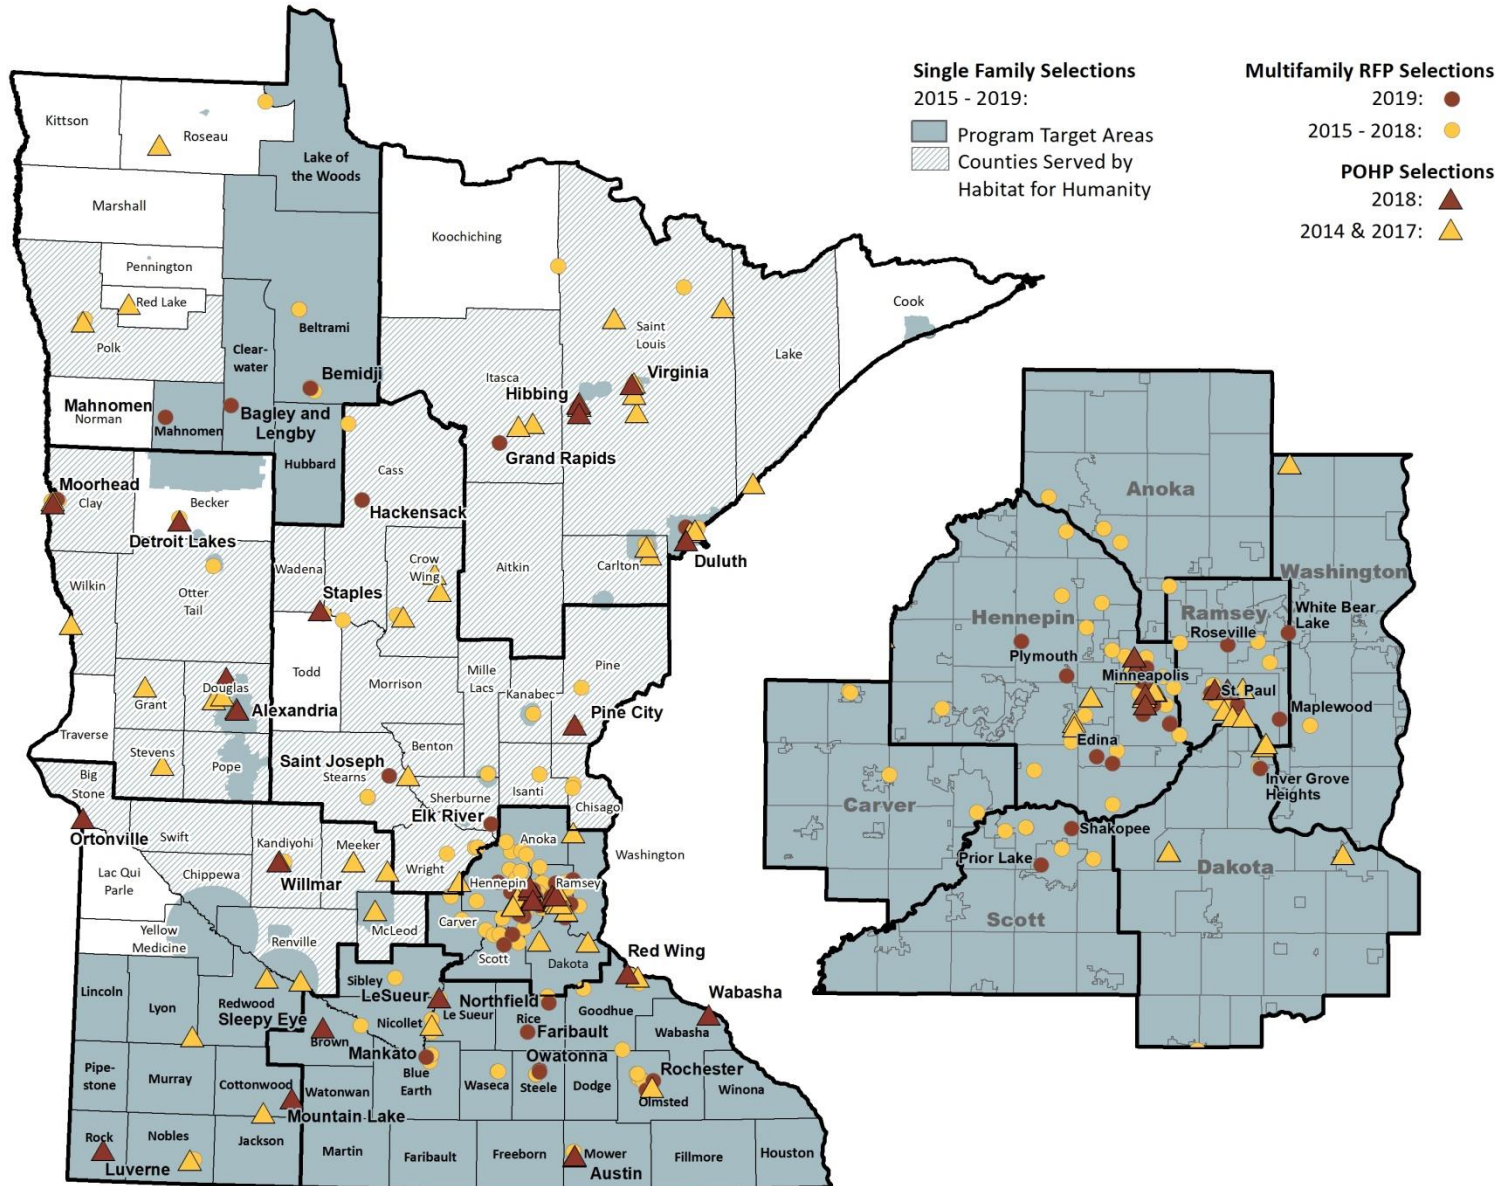 Single Family Selections
2015 - 2019:
Program Target Areas
Counties Served by
Habitat for Humanity
Multifamily RFP Selections
2019:
2015 - 2018:
POHP Selections
2018:
2014 & 2017:
Kittson
Roseau
Lake of
the Woods
Marshall
Koochiching
Pennington
Red Lake
Polk
Beltrami
Clear-
water
Cook
Saint
Louis
Lake
Itasca
Bemidji
Hibbing
Virginia
Mahnomen
Norman
Mahnomen
Bagley and
Lengby
Grand Rapids
Hubbard
Cass
Moorhead
Clay
Becker
Hackensack
Detroit Lakes
Duluth
Wadena
Crow
Wing
Aitkin
Carlton
Wilkin
Otter
Tail
Staples
Todd
Morrison
Mille
Lacs
Pine
Kanabec
Grant
Douglas
Alexandria
Pine City
Traverse
Stevens
Pope
Benton
Saint Joseph
Stearns
Big
Stone
Sherburne
Isanti
Chisago
Elk River
Ortonville
Swift
Kandiyohi
Meeker
Wright
Anoka
Washington
Lac Qui
Parle
Chippewa
Willmar
Hennepin
Ramsey
Yellow
Medicine
Renville
McLeod
Carver
Scott
Dakota
Red Wing
Lincoln
Lyon
Redwood
Sleepy Eye
Sibley
LeSueur
Le Sueur
Northfield
Rice
Goodhue
Wabasha
Wabasha
Nicollet
Brown
Faribault
Mankato
Owatonna
Rochester
Pipe-
stone
Murray
Cottonwood
Watonwan
Blue
Earth
Waseca
Steele
Dodge
Olmsted
Winona
Mountain Lake
Rock
Nobles
Jackson
Luverne
Martin
Faribault
Freeborn
Mower
Austin
Fillmore
Houston
Anoka
Washington
Hennepin
Ramsey
White Bear
Lake
Roseville
Plymouth
Minneapolis
St. Paul
Maplewood
Edina
Inver Grove
Heights
Carver
Shakopee
Prior Lake
Dakota
Scott